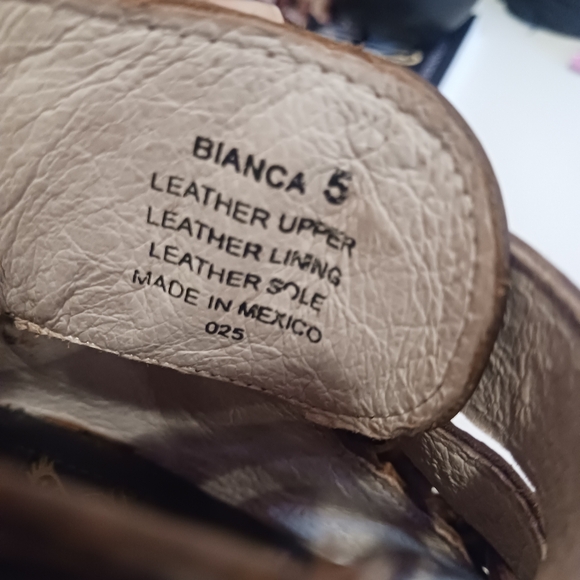 BIANCA 5
LEATHER UPPER
LEATHER LINING
LEATHER SOLE
MADE IN MEXICO
025